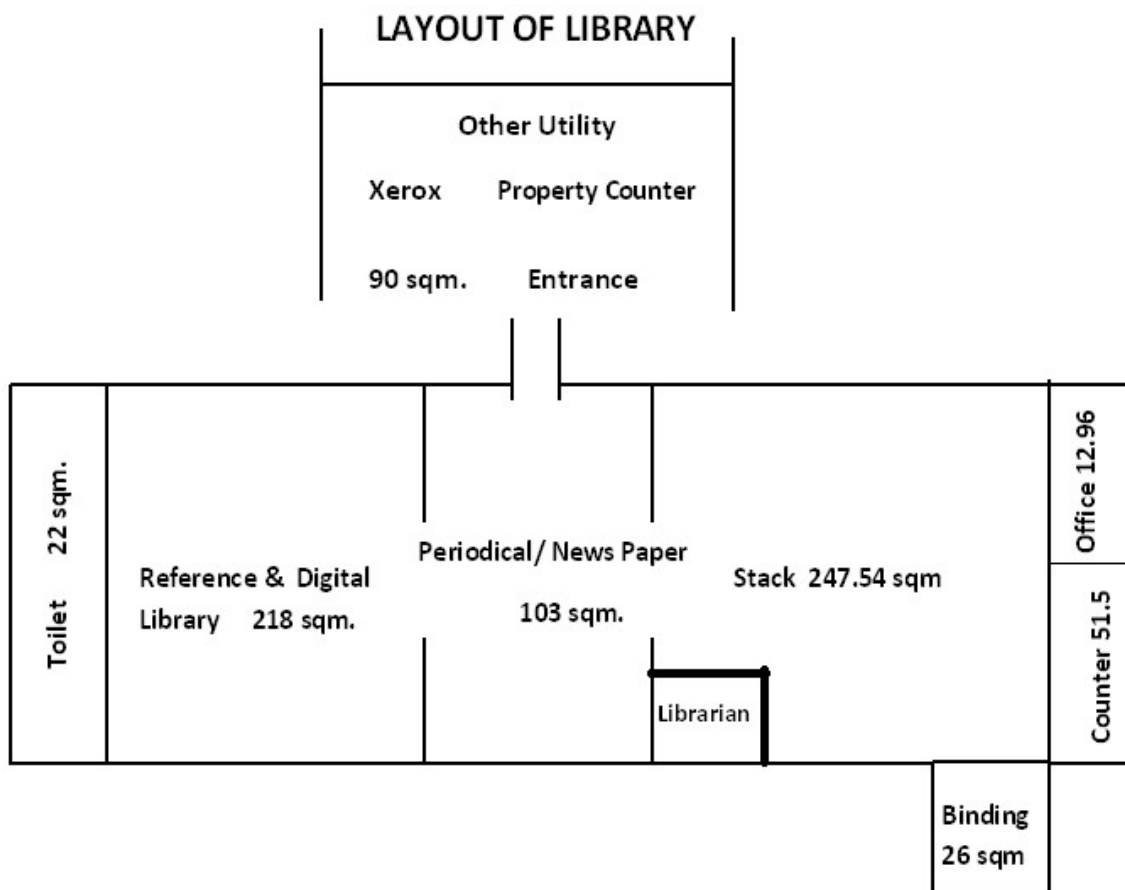 LAYOUT OF LIBRARY
Other Utility
Xerox Property Counter
90 sqm. Entrance
Toilet 22 sqm.
Reference & Digital
Library 218 sqm.
Periodical/ News Paper
103 sqm.
Stack 247.54 sqm
Librarian
Office 12.96
Counter 51.5
Binding
26 sqm